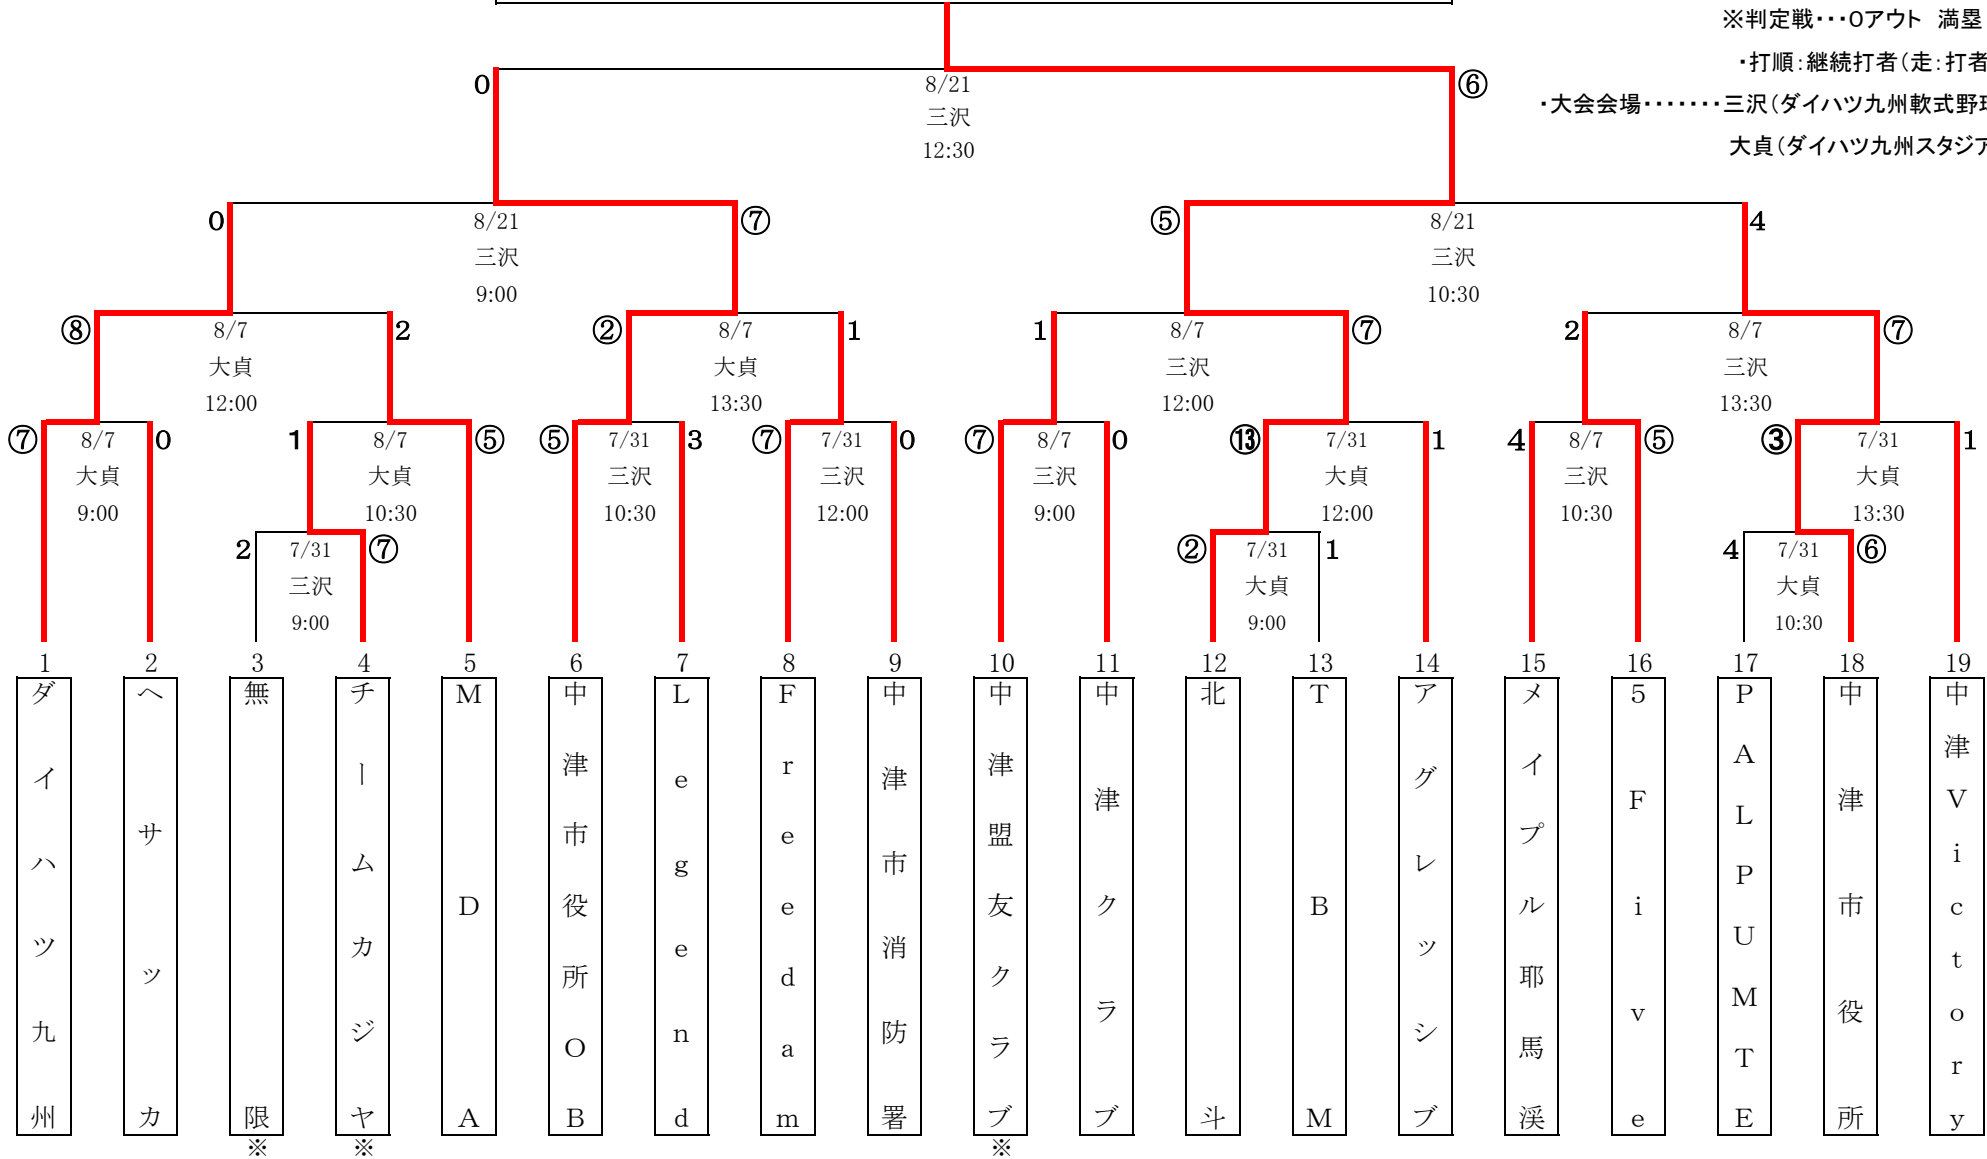 ※判定戦・・・0アウト 満塁
・打順：継続打者（走：打者
・大会会場・・・・・・・三沢（ダイハツ九州軟式野球
大貞（ダイハツ九州スタジア
0 8/21 ⑥
三沢
12:30
0 8/21 ⑦ ⑤ 8/21 4
三沢 三沢
9:00 10:30
⑧ 8/7 2 ② 8/7 1 1 8/7 ⑦ 2 8/7 ⑦
大貞 大貞 三沢 三沢
12:00 13:30 12:00 13:30
⑦ 8/7 0 1 8/7 ⑤ ⑤ 7/31 3 ⑦ 7/31 0 ⑦ 8/7 0 ⑬ 7/31 1 4 8/7 ⑤ ③ 7/31 1
大貞 大貞 三沢 三沢 三沢 大貞 三沢 大貞
9:00 10:30 10:30 12:00 9:00 12:00 10:30 13:30
2 7/31 ⑦ ② 7/31 1 4 7/31 ⑥
三沢 大貞 大貞
9:00 9:00 10:30
1 2 3 4 5 6 7 8 9 10 11 12 13 14 15 16 17 18 19
ダイハツ九州
ヘサッカ
無限
チームカジヤ
MDA
中津市役所OB
Legend
Freedam
中津市消防署
中津盟友クラブ
中津クラブ
北斗
TBM
アグレッシブ
メイプル耶馬渓
5Five
PALPUMTE
中津市役所
中津Victory
※ ※ ※